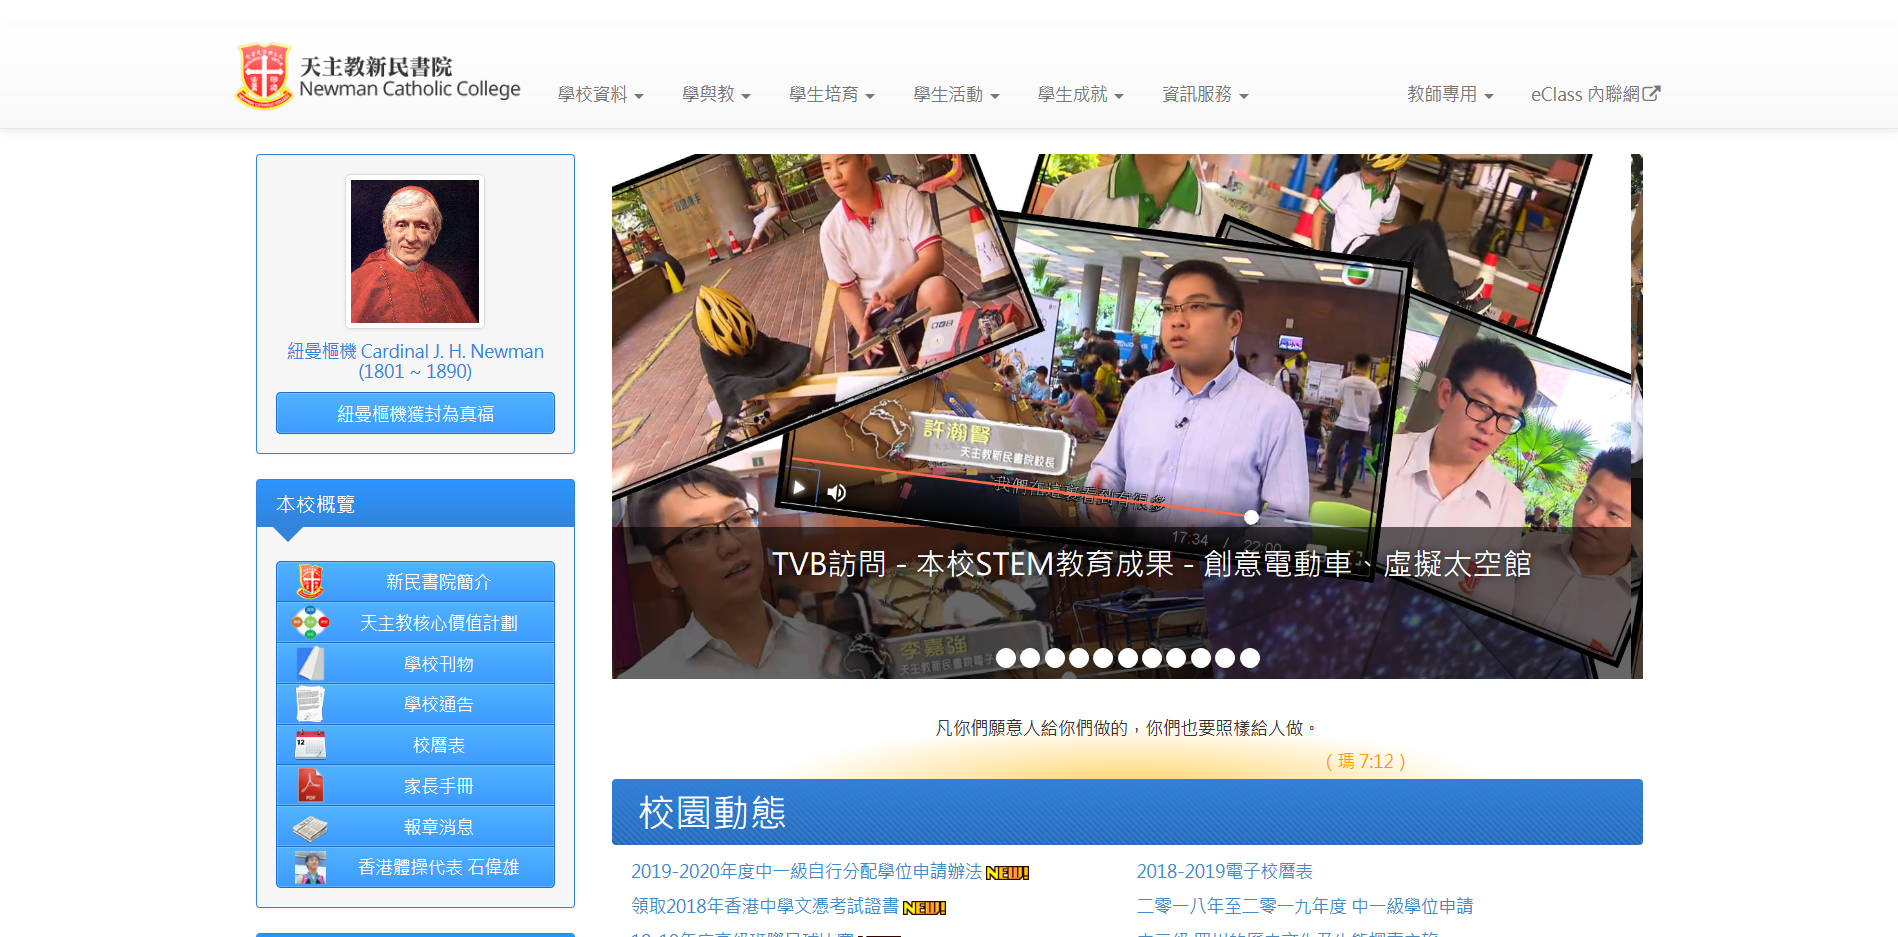 天主教新民書院
Newman Catholic College
學校資料
學與教
學生培育
學生活動
學生成就
資訊服務
教師專用
eClass 內聯網
紐曼樞機 Cardinal J. H. Newman
(1801 ~ 1890)
紐曼樞機獲封為真福
本校概覽
新民書院簡介
天主教核心價值計劃
學校刊物
學校通告
12
校曆表
PDF
家長手冊
報章消息
香港體操代表 石偉雄
許瀚賢
天主教新民書院校長
我們在這裏看到有很多
17:34 / 22:00
TVB訪問 - 本校STEM教育成果 - 創意電動車、虛擬太空館
李嘉強
天主教新民書院電子
凡你們願意人給你們做的，你們也要照樣給人做。
( 瑪 7:12 )
校園動態
2019-2020年度中一級自行分配學位申請辦法 NEW!
2018-2019電子校曆表
領取2018年香港中學文憑考試證書 NEW!
二零一八年至二零一九年度 中一級學位申請